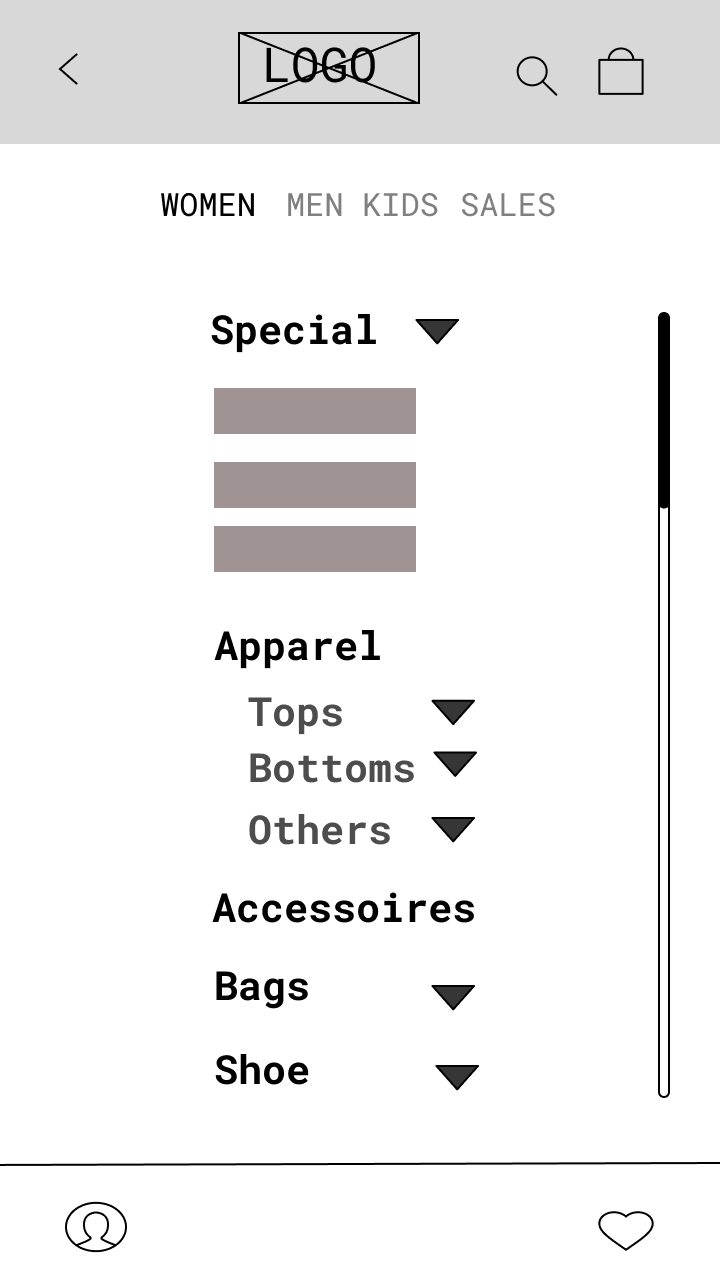 LOGO
WOMEN MEN KIDS SALES
Special
Apparel
Tops
Bottoms
Others
Accessoires
Bags
Shoe